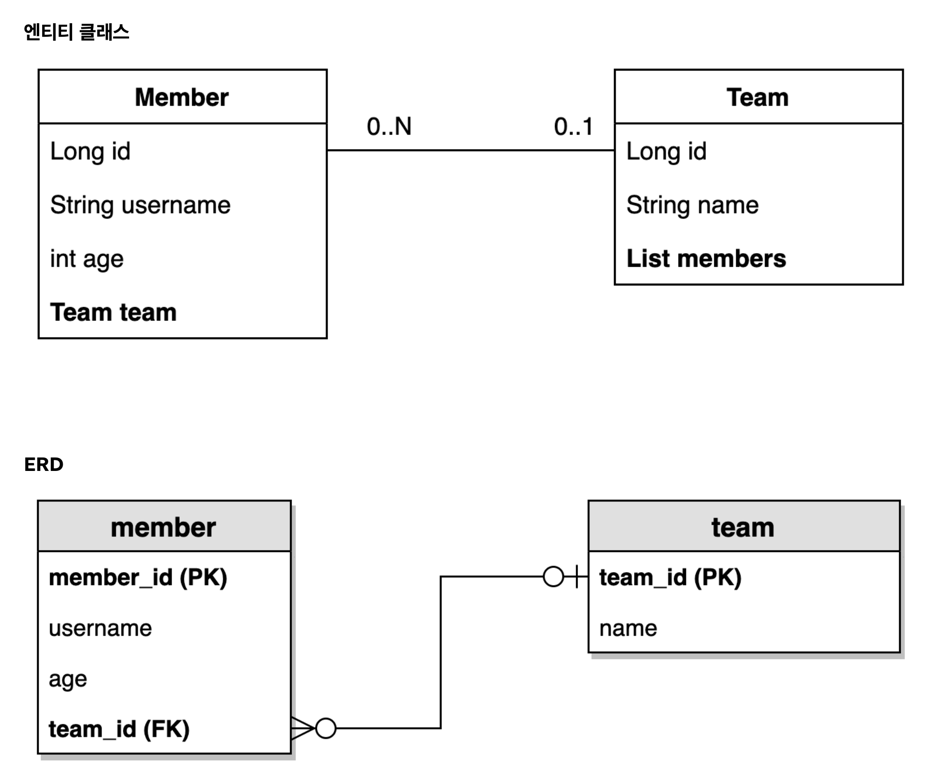 엔티티 클래스
Member
Long id
String username
int age
Team team
0..N
0..1
Team
Long id
String name
List members
ERD
member
member_id (PK)
username
age
team_id (FK)
team
team_id (PK)
name